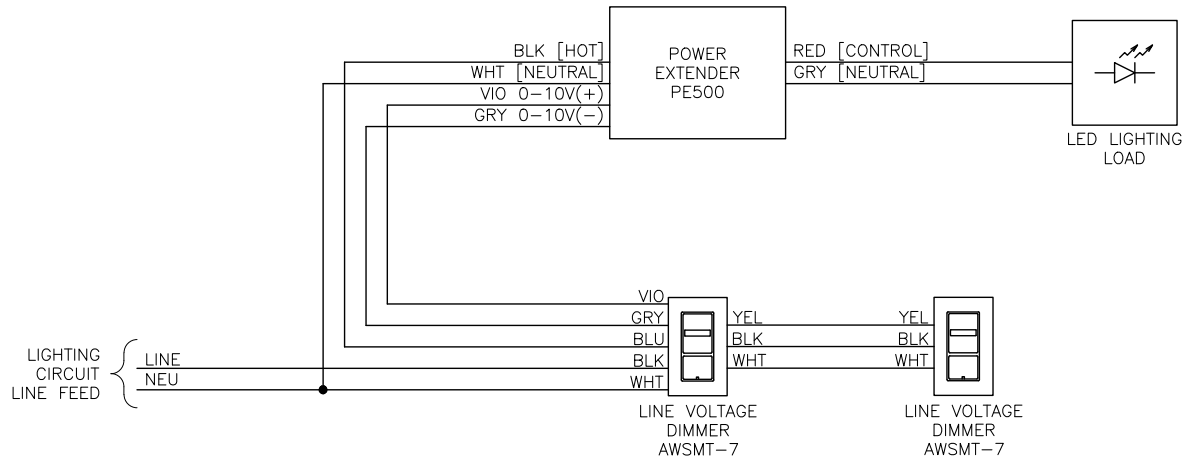 BLK [HOT]
WHT [NEUTRAL]
VIO 0-10V(+)
GRY 0-10V(-)
POWER
EXTENDER
PE500
RED [CONTROL]
GRY [NEUTRAL]
LED LIGHTING
LOAD
VIO
GRY
BLU
BLK
WHT
YEL
BLK
WHT
YEL
BLK
WHT
LIGHTING
CIRCUIT
LINE FEED
LINE
NEU
LINE VOLTAGE
DIMMER
AWSMT-7
LINE VOLTAGE
DIMMER
AWSMT-7